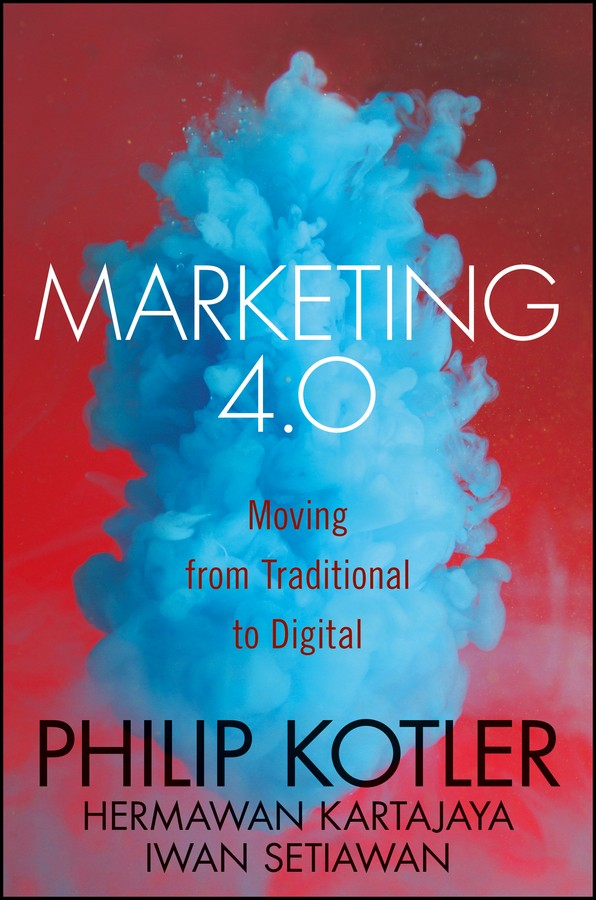 MARKETING
4.0
Moving
from Traditional
to Digital
PHILIP KOTLER
HERMAWAN KARTAJAYA
IWAN SETIAWAN